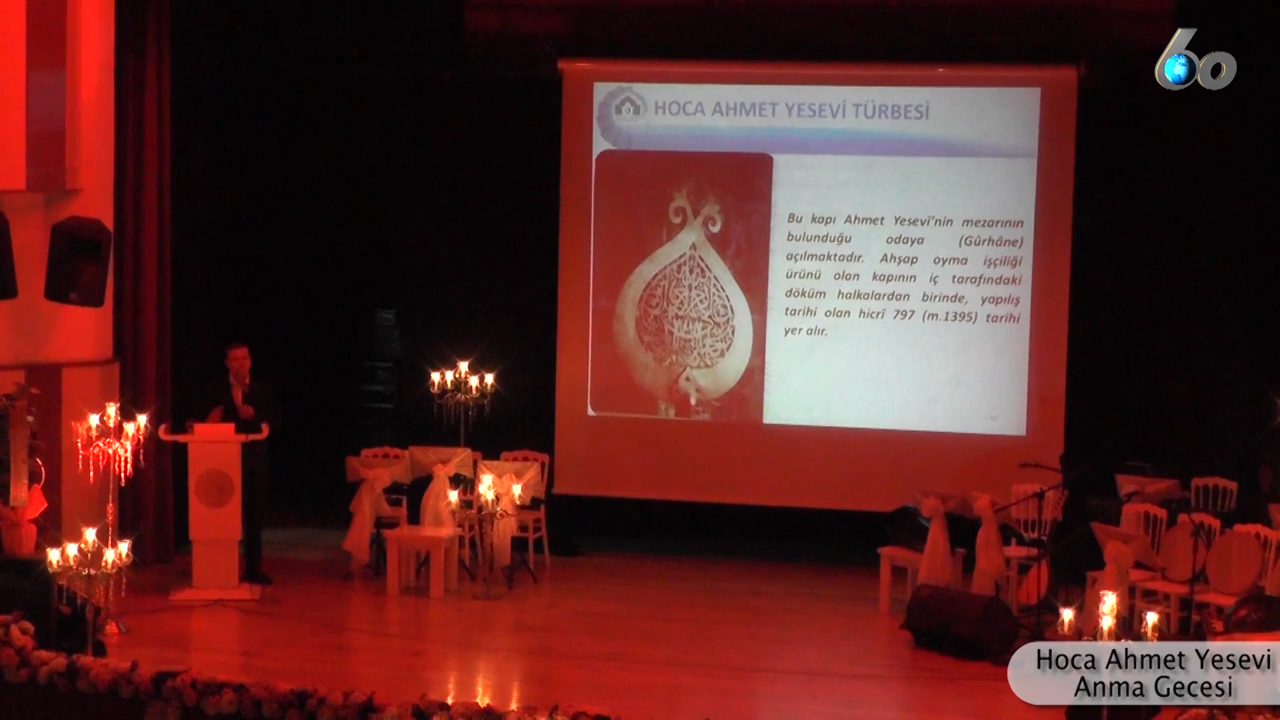 60
HOCA AHMET YESEVİ TÜRBESİ
Bu kapı Ahmet Yesevî'nin mezarının
bulunduğu odaya (Gûrhâne)
açılmaktadır. Ahşap oyma işçiliği
ürünü olan kapının iç tarafındaki
döküm halkalardan birinde, yapılış
tarihi olan hicrî 797 (m.1395) tarihi
yer alır.
Hoca Ahmet Yesevi
Anma Gecesi